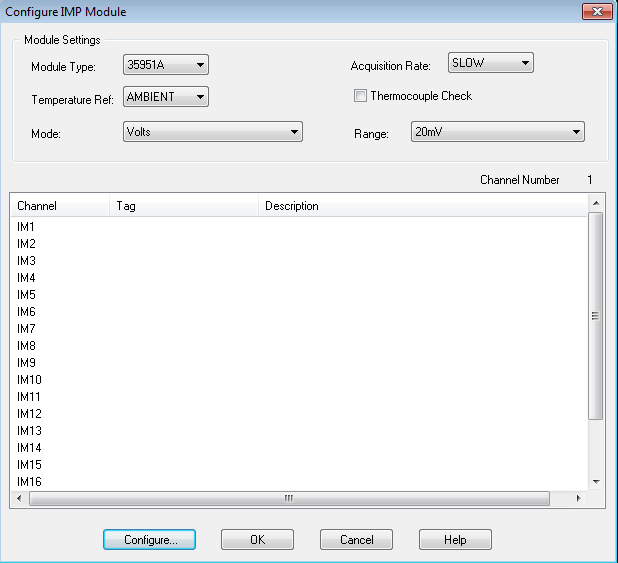 Configure IMP Module
Module Settings
Module Type: 35951A Acquisition Rate: SLOW
Temperature Ref: AMBIENT Thermocouple Check
Mode: Volts Range: 20mV
Channel Number 1
Channel Tag Description
IM1
IM2
IM3
IM4
IM5
IM6
IM7
IM8
IM9
IM10
IM11
IM12
IM13
IM14
IM15
IM16
Configure... OK Cancel Help